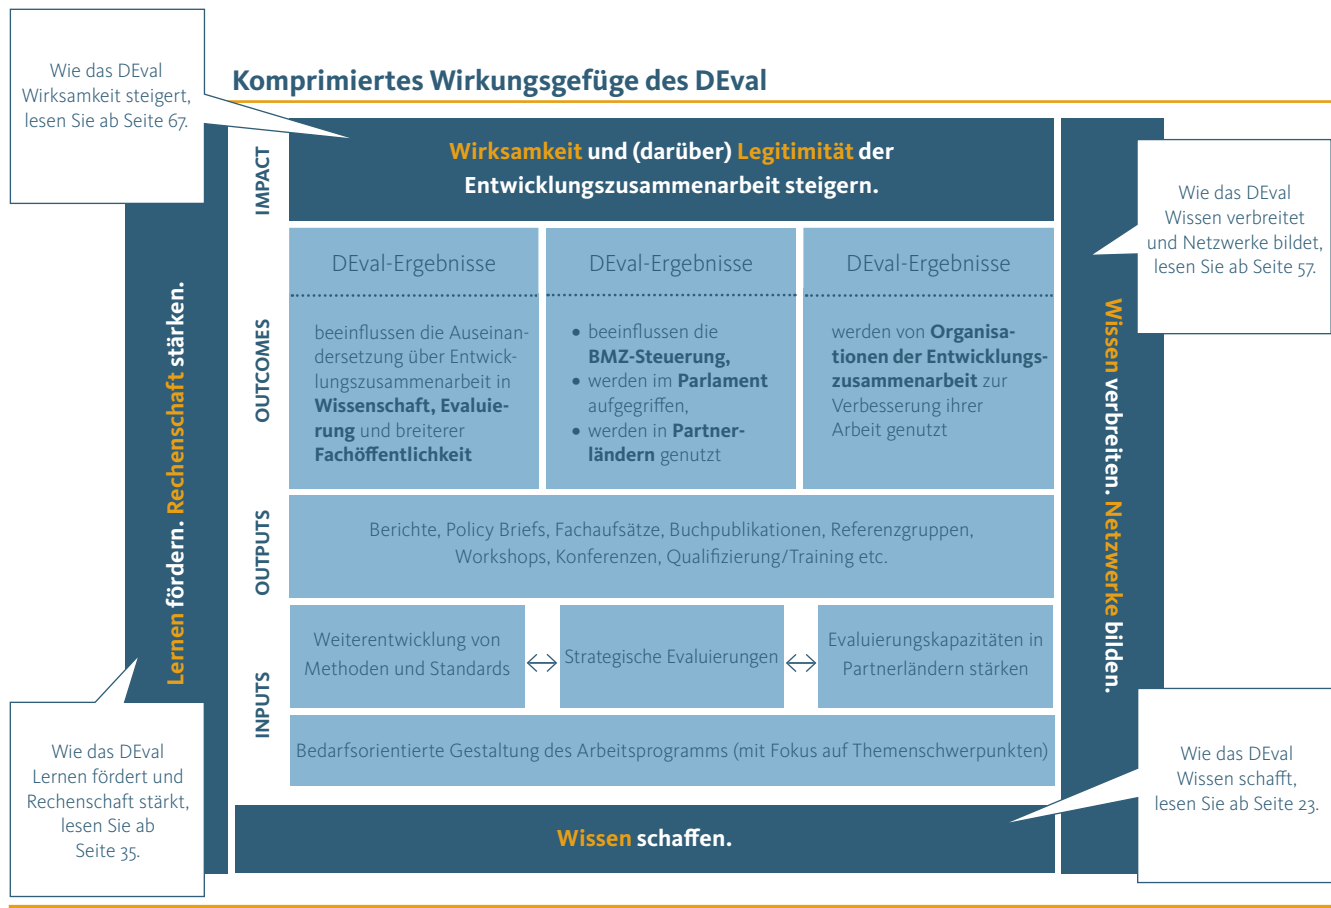 Wie das DEval
Wirksamkeit steigert,
lesen Sie ab Seite 67.
Komprimiertes Wirkungsgefüge des DEval
IMPACT
Wirksamkeit und (darüber) Legitimität der
Entwicklungszusammenarbeit steigern.
Wie das DEval
Wissen verbreitet
und Netzwerke bildet,
lesen Sie ab Seite 57.
Lernen fördern. Rechenschaft stärken.
OUTCOMES
DEval-Ergebnisse
beeinflussen die Auseinan-
dersetzung über Entwick-
lungszusammenarbeit in
Wissenschaft, Evaluie-
rung und breiterer
Fachöffentlichkeit
DEval-Ergebnisse
• beeinflussen die
BMZ-Steuerung,
• werden im Parlament
aufgegriffen,
• werden in Partner-
ländern genutzt
DEval-Ergebnisse
werden von Organisa-
tionen der Entwicklungs-
zusammenarbeit zur
Verbesserung ihrer
Arbeit genutzt
Wissen verbreiten. Netzwerke bilden.
OUTPUTS
Berichte, Policy Briefs, Fachaufsätze, Buchpublikationen, Referenzgruppen,
Workshops, Konferenzen, Qualifizierung/Training etc.
INPUTS
Weiterentwicklung von
Methoden und Standards
Strategische Evaluierungen
Evaluierungskapazitäten in
Partnerländern stärken
Bedarfsorientierte Gestaltung des Arbeitsprogramms (mit Fokus auf Themenschwerpunkten)
Wie das DEval
Lernen fördert und
Rechenschaft stärkt,
lesen Sie ab
Seite 35.
Wissen schaffen.
Wie das DEval
Wissen schafft,
lesen Sie ab Seite 23.